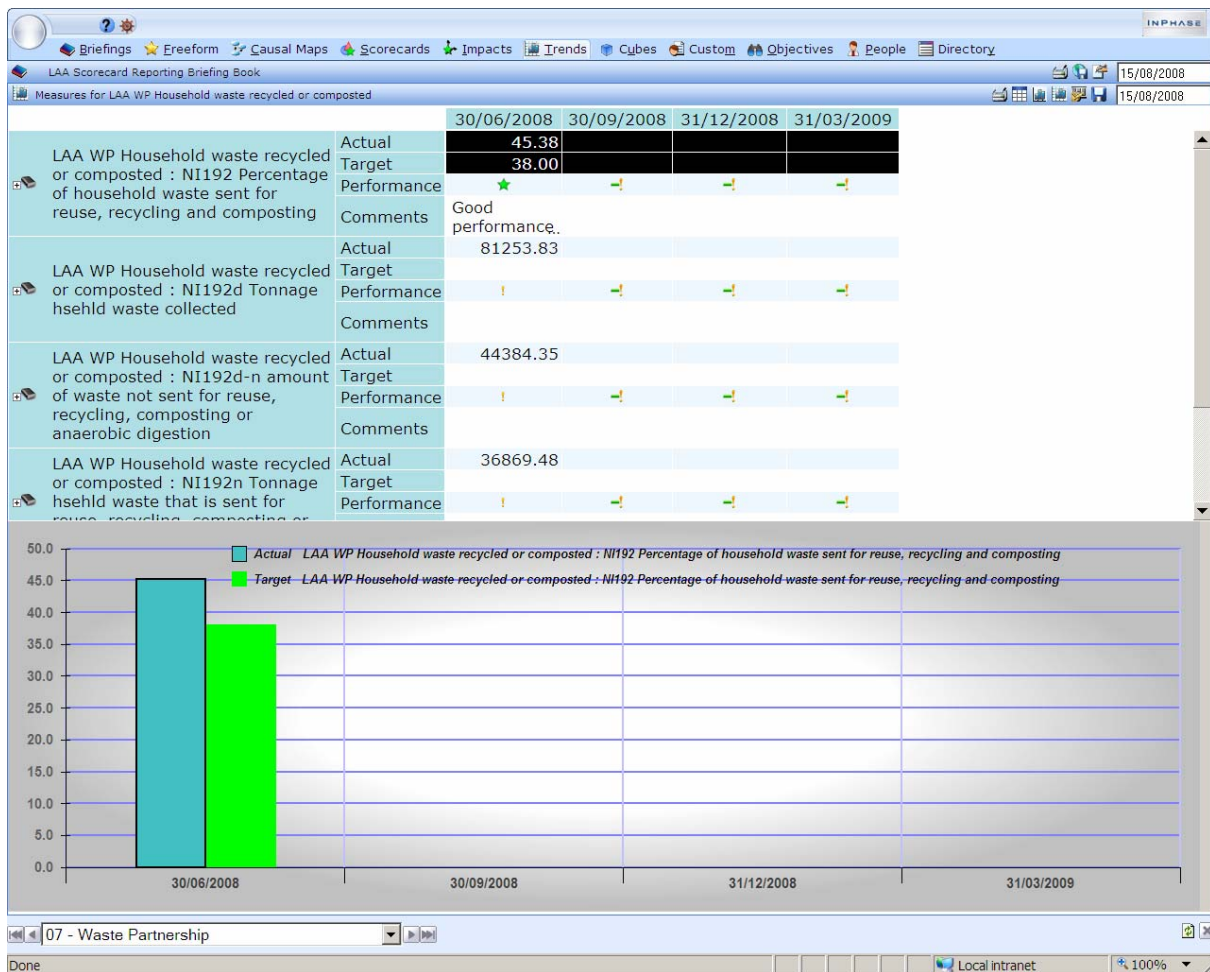 INPHASE
Briefings Freeform Causal Maps Scorecards Impacts Trends Cubes Custom Objectives People Directory
LAA Scorecard Reporting Briefing Book 15/08/2008
Measures for LAA WP Household waste recycled or composted 15/08/2008
30/06/2008 30/09/2008 31/12/2008 31/03/2009
LAA WP Household waste recycled
or composted : NI192 Percentage
of household waste sent for
reuse, recycling and composting
Actual 45.38
Target 38.00
Performance
Comments Good
performance..
LAA WP Household waste recycled
or composted : NI192d Tonnage
hsehld waste collected
Actual 81253.83
Target
Performance
Comments
LAA WP Household waste recycled
or composted : NI192d-n amount
of waste not sent for reuse,
recycling, composting or
anaerobic digestion
Actual 44384.35
Target
Performance
Comments
LAA WP Household waste recycled
or composted : NI192n Tonnage
hsehld waste that is sent for
reuse, recycling, composting or
Actual 36869.48
Target
Performance
Actual LAA WP Household waste recycled or composted : NI192 Percentage of household waste sent for reuse, recycling and composting
Target LAA WP Household waste recycled or composted : NI192 Percentage of household waste sent for reuse, recycling and composting
50.0
45.0
40.0
35.0
30.0
25.0
20.0
15.0
10.0
5.0
0.0
30/06/2008 30/09/2008 31/12/2008 31/03/2009
07 - Waste Partnership
Done Local intranet 100%